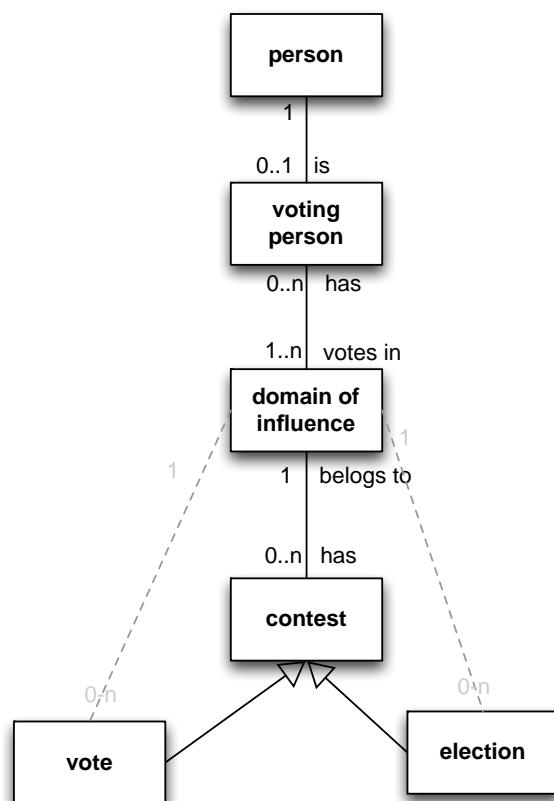 person
1
0..1 is
voting
person
0..n has
1..n votes in
domain of
influence
1
1
1 belogs to
0..n has
contest
0-n
0-n
vote
election